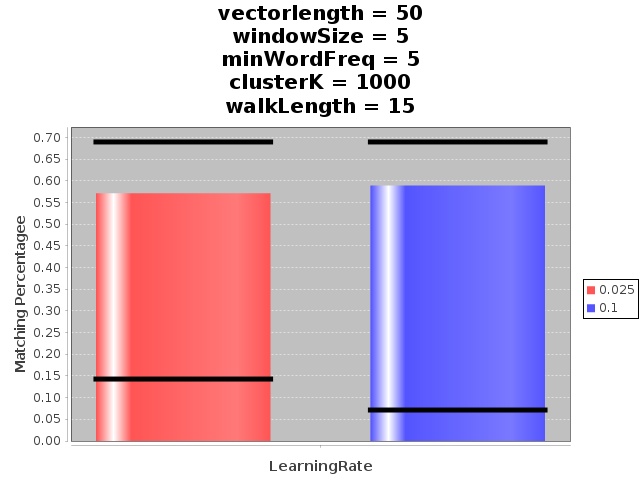 vectorlength = 50
windowSize = 5
minWordFreq = 5
clusterK = 1000
walkLength = 15
Matching Percentagee
0.70
0.65
0.60
0.55
0.50
0.45
0.40
0.35
0.30
0.25
0.20
0.15
0.10
0.05
0.00
0.025
0.1
LearningRate